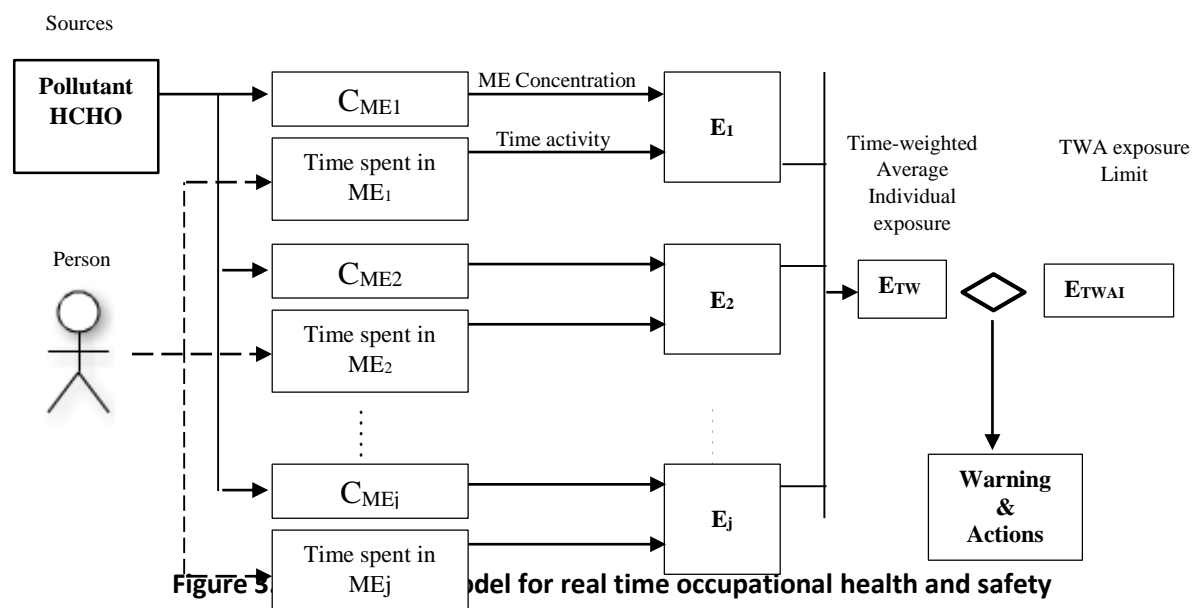 Sources
Pollutant
HCHO
Person
CME1
ME Concentration
Time spent in
ME1
Time activity
E1
CME2
Time spent in
ME2
E2
CMEj
Time spent in
MEj
Ej
Time-weighted
Average
Individual
exposure
TWA exposure
Limit
ETW
ETWAI
Warning
&
Actions
Figure 3. odel for real time occupational health and safety